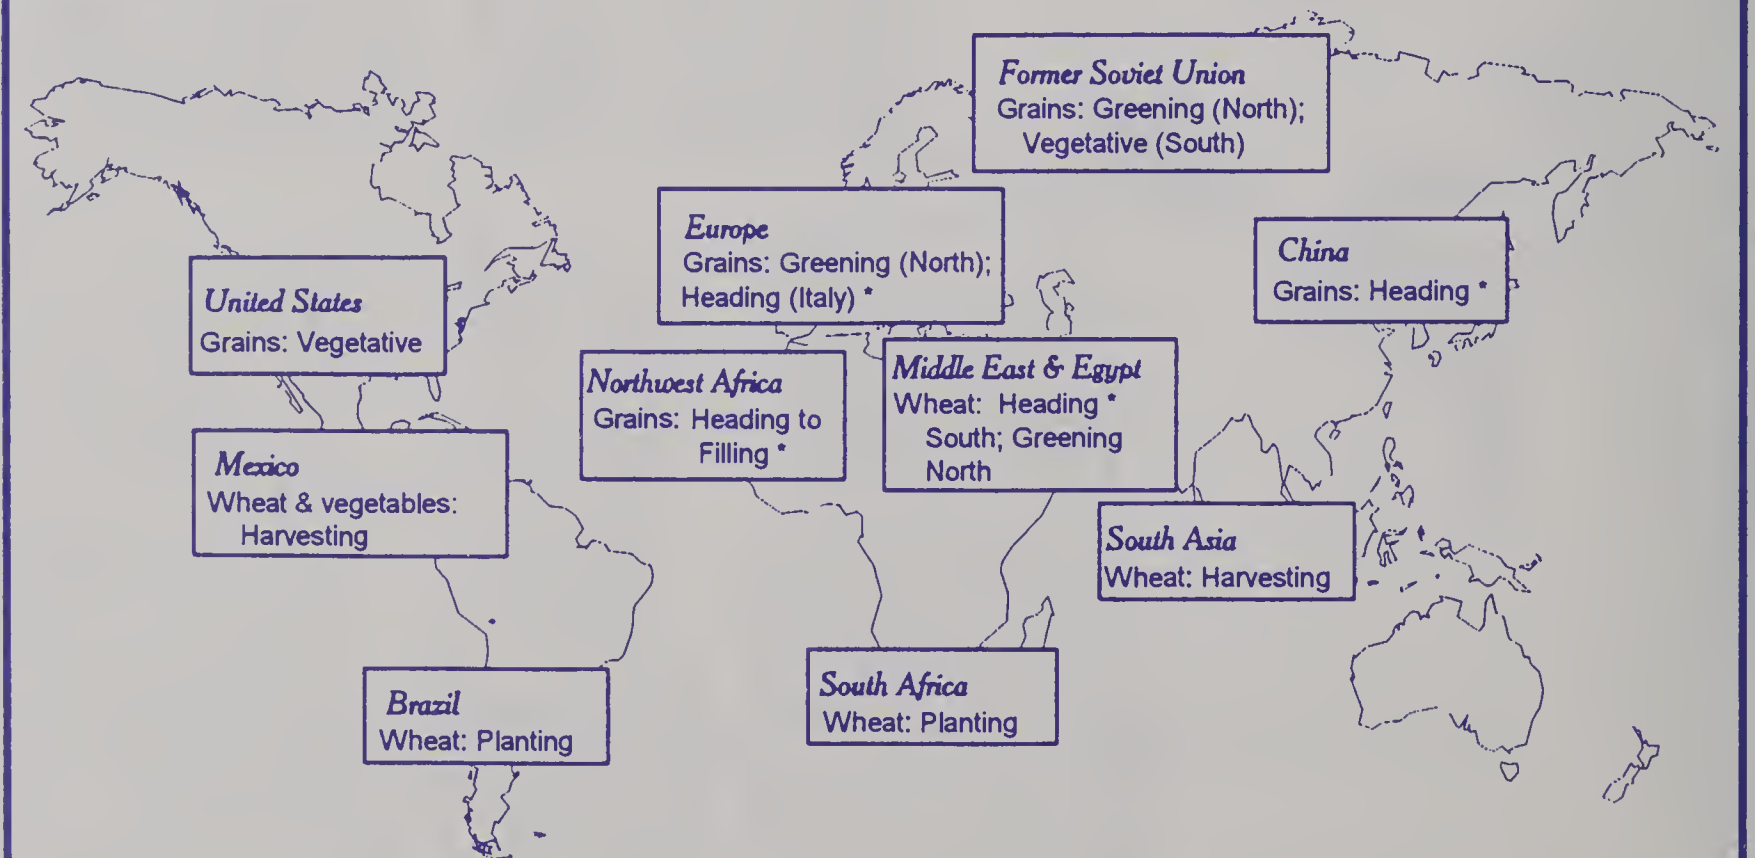 Former Soviet Union
Grains: Greening (North);
Vegetative (South)
Europe
Grains: Greening (North);
Heading (Italy) *
China
Grains: Heading *
United States
Grains: Vegetative
Northwest Africa
Grains: Heading to
Filling *
Middle East & Egypt
Wheat: Heading *
South; Greening
North
Mexico
Wheat & vegetables:
Harvesting
South Asia
Wheat: Harvesting
Brazil
Wheat: Planting
South Africa
Wheat: Planting